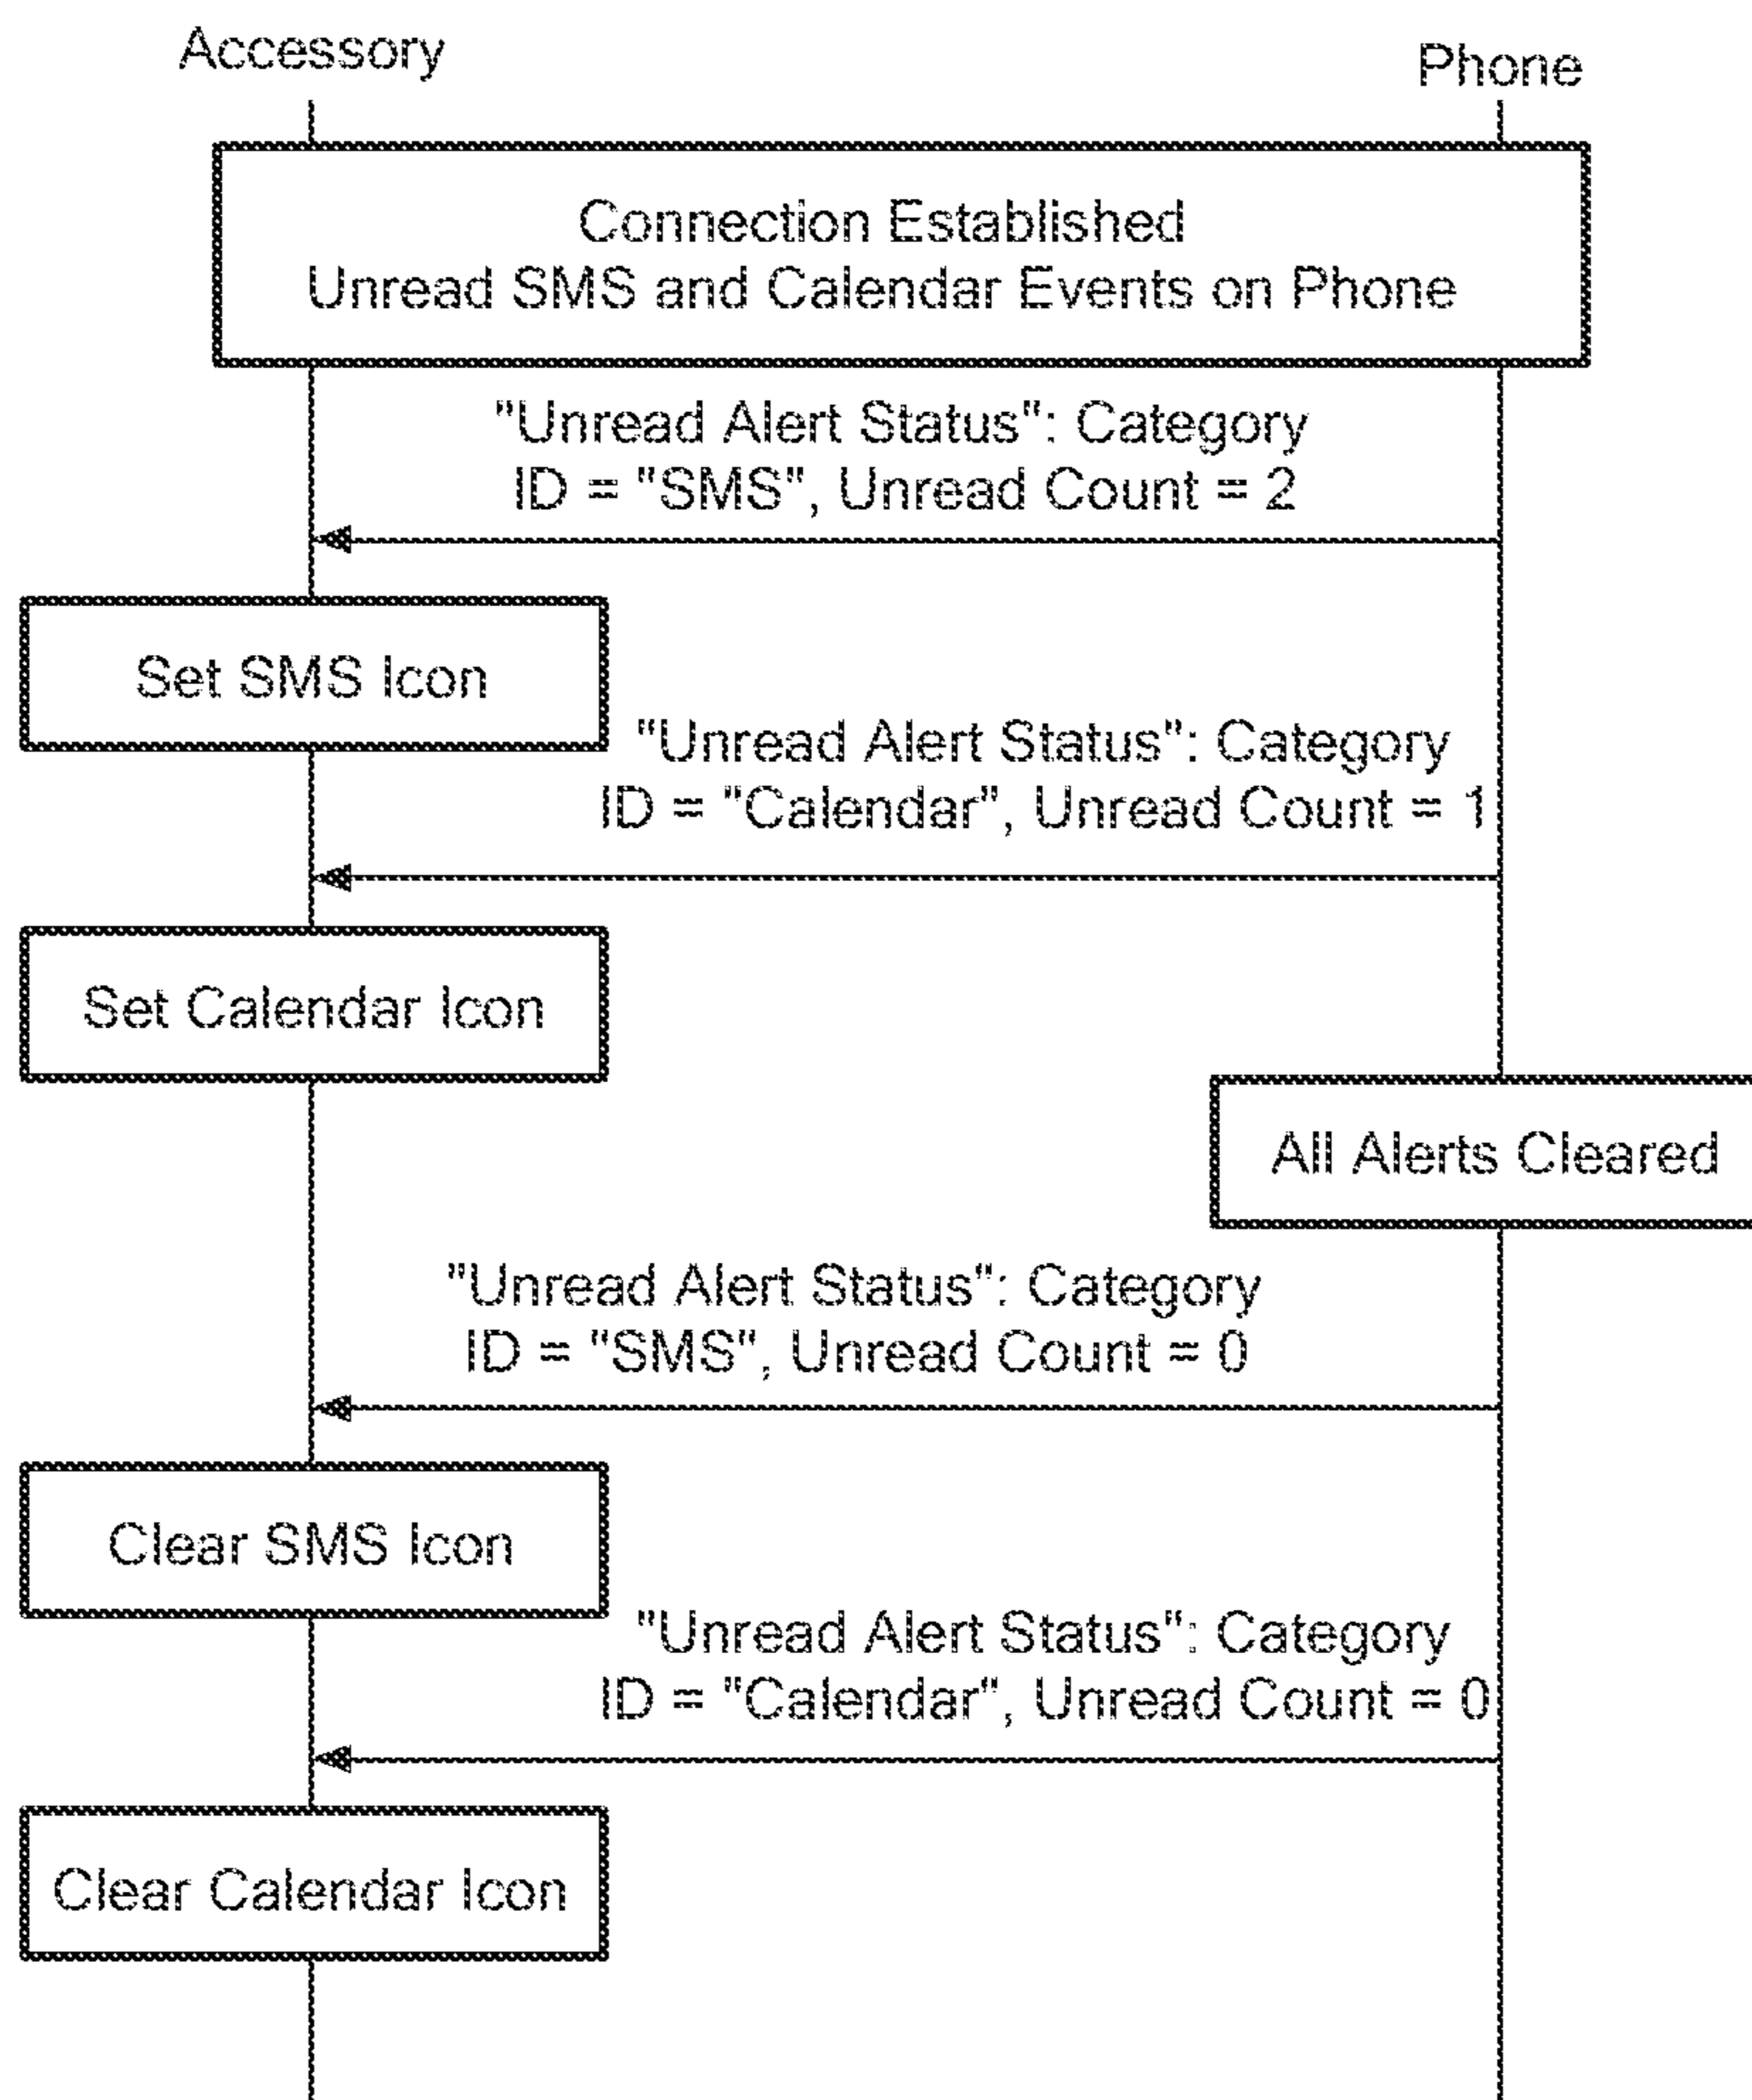 Accessory
Phone
Connection Established
Unread SMS and Calendar Events on Phone
"Unread Alert Status": Category
ID = "SMS", Unread Count = 2
Set SMS Icon
"Unread Alert Status": Category
ID = "Calendar", Unread Count = 1
Set Calendar Icon
All Alerts Cleared
"Unread Alert Status": Category
ID = "SMS", Unread Count = 0
Clear SMS Icon
"Unread Alert Status": Category
ID = "Calendar", Unread Count = 0
Clear Calendar Icon